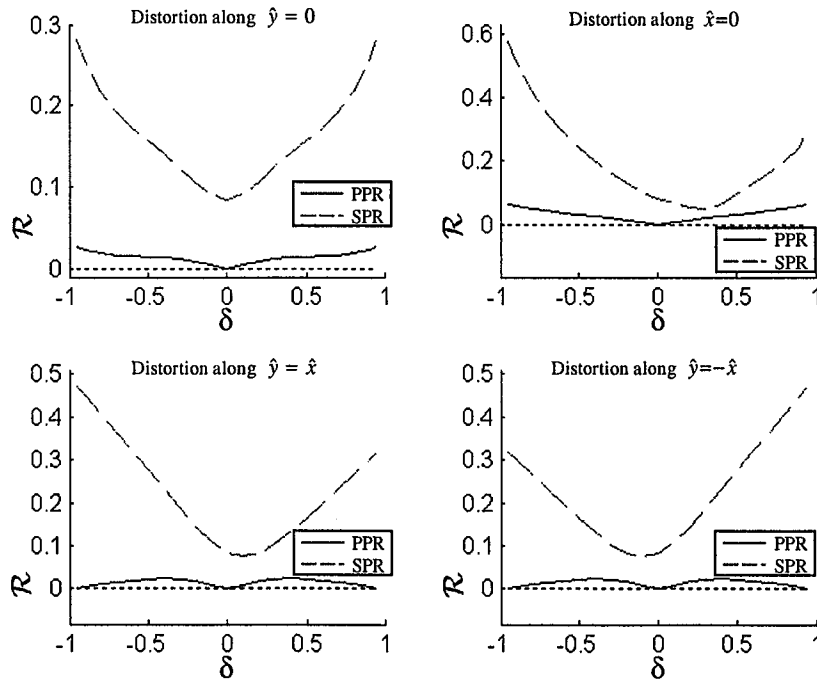 Distortion along ŷ = 0
0.3
0.2
0.1
0
ℛ
PPR
SPR
-1 -0.5 0 0.5 1
δ
Distortion along x̂=0
0.6
0.4
0.2
0
ℛ
PPR
SPR
-1 -0.5 0 0.5 1
δ
Distortion along ŷ = x̂
0.5
0.4
0.3
0.2
0.1
0
ℛ
PPR
SPR
-1 -0.5 0 0.5 1
δ
Distortion along ŷ=-x̂
0.5
0.4
0.3
0.2
0.1
0
ℛ
PPR
SPR
-1 -0.5 0 0.5 1
δ